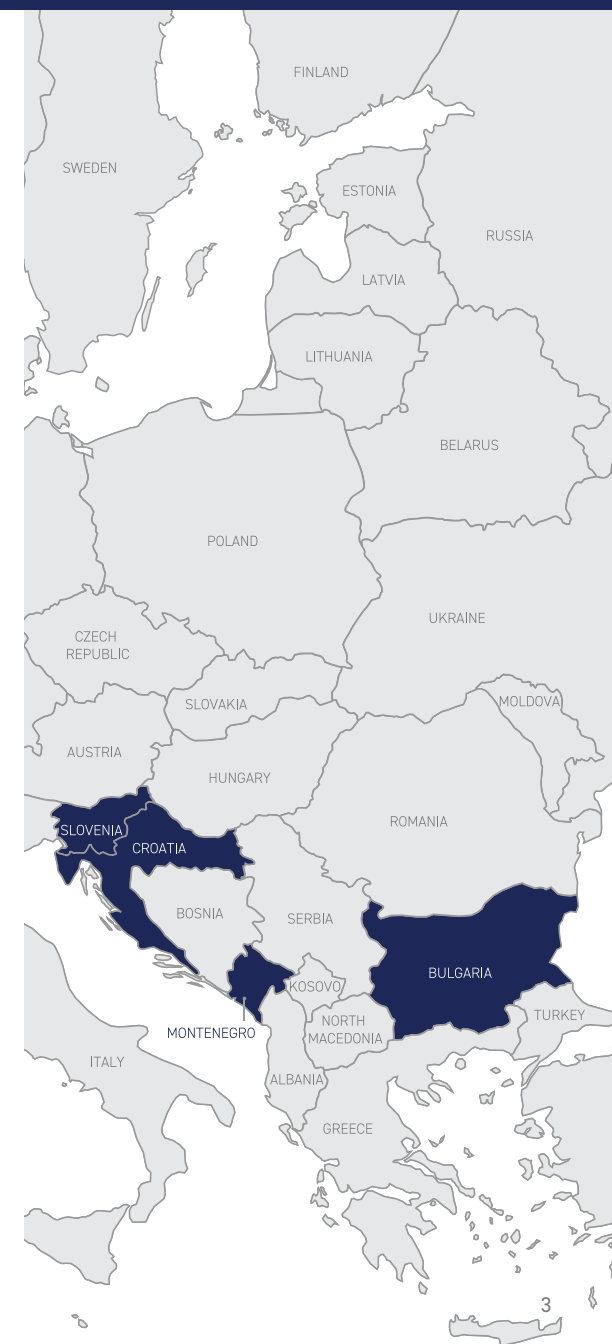 FINLAND
SWEDEN
ESTONIA
RUSSIA
LATVIA
LITHUANIA
BELARUS
POLAND
UKRAINE
CZECH
REPUBLIC
SLOVAKIA
MOLDOVA
AUSTRIA
HUNGARY
ROMANIA
SLOVENIA
CROATIA
BOSNIA
SERBIA
BULGARIA
KOSOVO
TURKEY
NORTH
MACEDONIA
MONTENEGRO
ITALY
ALBANIA
GREECE
3